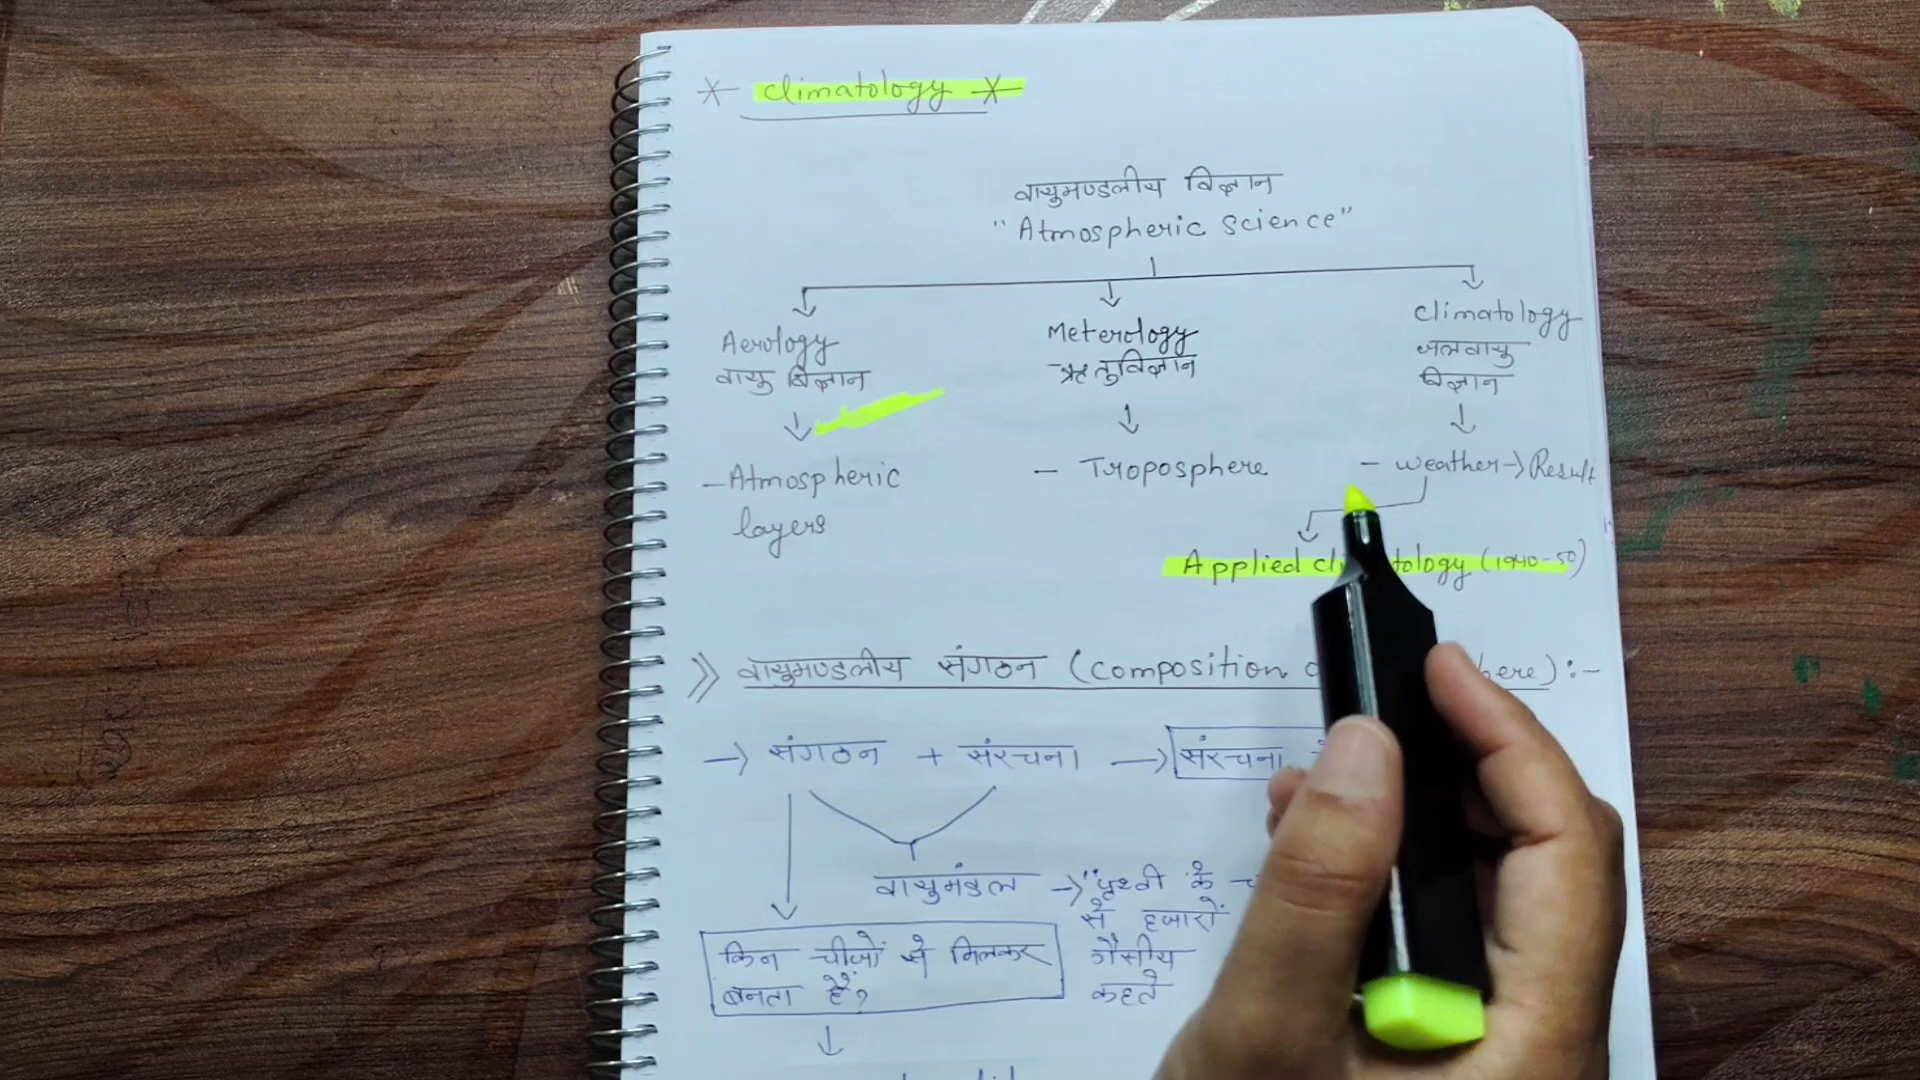 climatology
वायुमण्डलीय विज्ञान
"Atmospheric science"
Aerology
वायु विज्ञान
Meterology
ऋतुविज्ञान
climatology
जलवायु
विज्ञान
- Atmospheric
layers
- Troposphere
- weather → Result
Applied (1940-50)
वायुमण्डलीय संगठन (composition :-
→ संगठन + संरचना → संरचना
वायुमंडल → "पृथ्वी के
से हजारों
गैसीय
कहते
किन चीजों से मिलकर
बनता है?